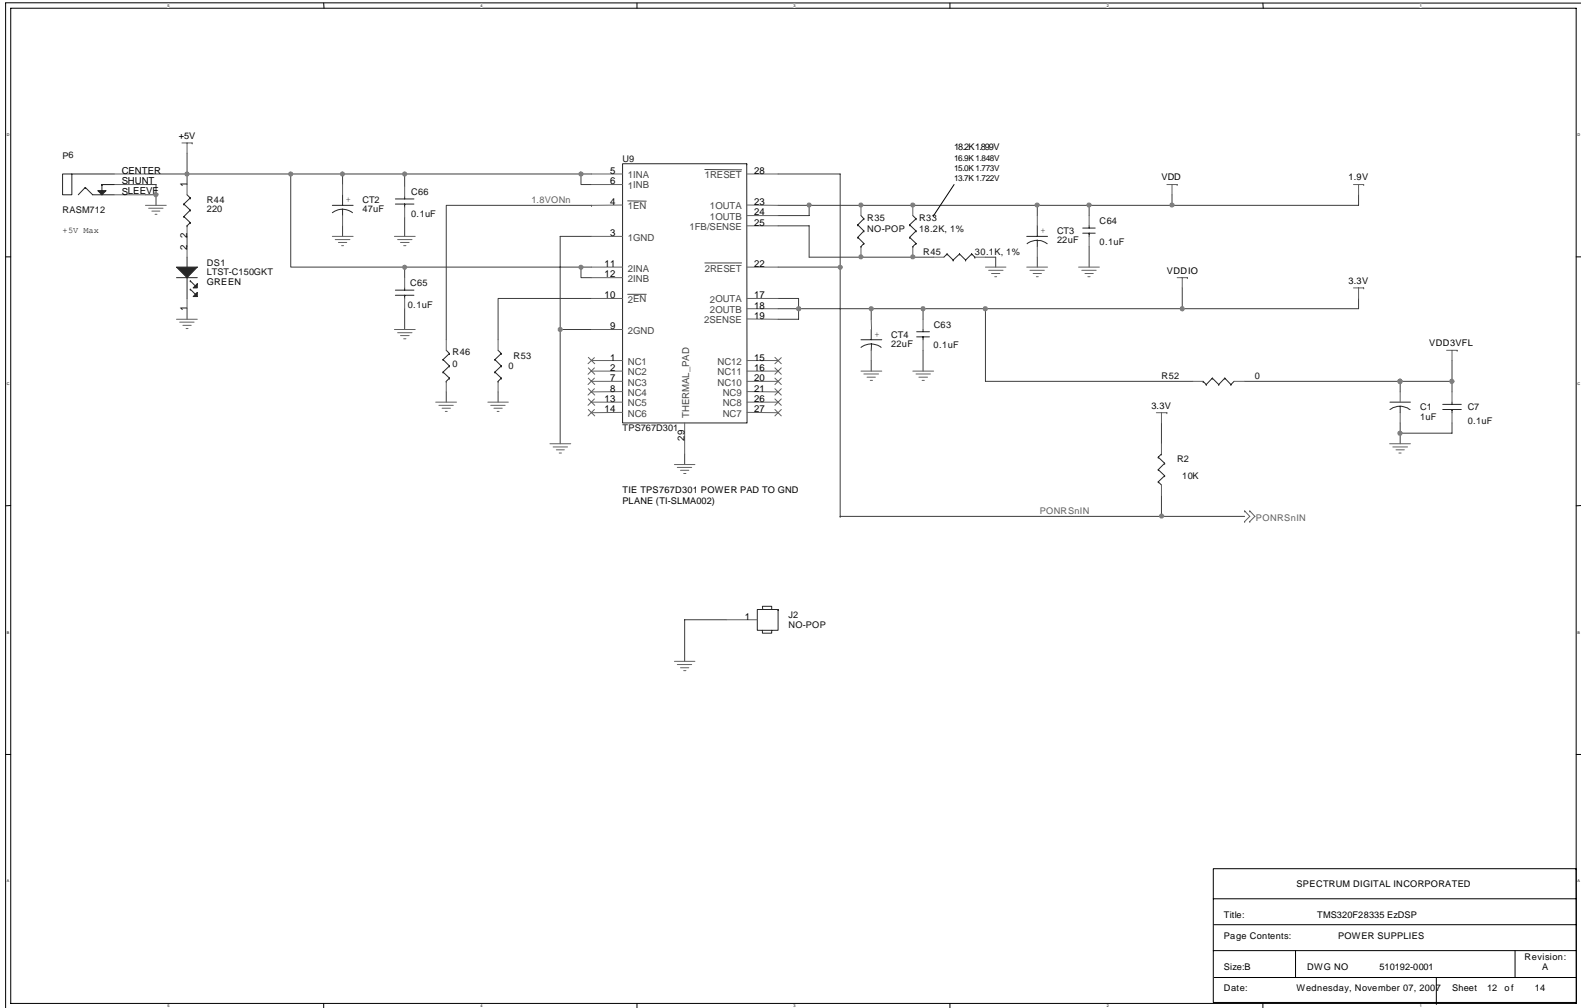 +5V
P6
CENTER
SHUNT
SLEEVE
RASM712
+5V Max
1
R44
220
2
2
DS1
LTST-C150GKT
GREEN
1
CT2
47uF
+
C66
0.1uF
C65
0.1uF
1.8VONn
R46
0
R53
0
U9
5 1INA
6 1INB
4 1EN
3 1GND
11 2INA
12 2INB
10 2EN
9 2GND
1 NC1
2 NC2
7 NC3
8 NC4
13 NC5
14 NC6
THERMAL_PAD
1RESET 28
1OUTA 23
1OUTB 24
1FB/SENSE 25
2RESET 22
2OUTA 17
2OUTB 18
2SENSE 19
NC12 15
NC11 16
NC10 20
NC9 21
NC8 26
NC7 27
TPS767D301
29
TIE TPS767D301 POWER PAD TO GND
PLANE (TI-SLMA002)
18.2K 1.899V
16.9K 1.848V
15.0K 1.773V
13.7K 1.722V
R35
NO-POP
R33
18.2K, 1%
R45 30.1K, 1%
VDD
1.9V
+
CT3
22uF
C64
0.1uF
VDDIO
3.3V
+
CT4
22uF
C63
0.1uF
VDD3VFL
R52 0
C1
1uF
C7
0.1uF
3.3V
R2
10K
PONRSnIN
PONRSnIN
1
J2
NO-POP
SPECTRUM DIGITAL INCORPORATED
Title: TMS320F28335 EzDSP
Page Contents: POWER SUPPLIES
Size:B DWG NO 510192-0001 Revision: A
Date: Wednesday, November 07, 2007 Sheet 12 of 14